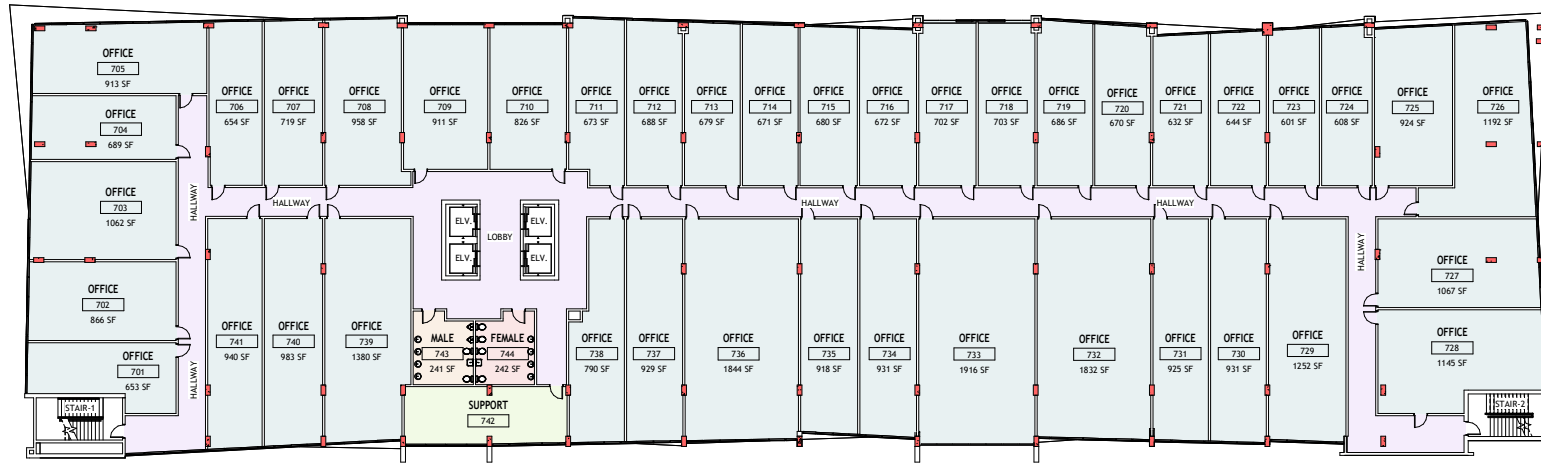 OFFICE
705
913 SF
OFFICE
704
689 SF
OFFICE
703
1062 SF
OFFICE
702
866 SF
OFFICE
701
653 SF
STAIR-1
HALLWAY
HALLWAY
OFFICE
706
654 SF
OFFICE
707
719 SF
OFFICE
708
958 SF
OFFICE
709
911 SF
OFFICE
710
826 SF
OFFICE
711
673 SF
OFFICE
712
688 SF
OFFICE
713
679 SF
OFFICE
714
671 SF
OFFICE
715
680 SF
OFFICE
716
672 SF
OFFICE
717
702 SF
OFFICE
718
703 SF
OFFICE
719
686 SF
OFFICE
720
670 SF
OFFICE
721
632 SF
OFFICE
722
644 SF
OFFICE
723
601 SF
OFFICE
724
608 SF
OFFICE
725
924 SF
OFFICE
726
1192 SF
HALLWAY
HALLWAY
HALLWAY
ELV.
ELV.
LOBBY
ELV.
ELV.
HALLWAY
OFFICE
727
1067 SF
OFFICE
728
1145 SF
STAIR-2
OFFICE
741
940 SF
OFFICE
740
983 SF
OFFICE
739
1380 SF
MALE
743
241 SF
FEMALE
744
242 SF
SUPPORT
742
OFFICE
738
790 SF
OFFICE
737
929 SF
OFFICE
736
1844 SF
OFFICE
735
918 SF
OFFICE
734
931 SF
OFFICE
733
1916 SF
OFFICE
732
1832 SF
OFFICE
731
925 SF
OFFICE
730
931 SF
OFFICE
729
1252 SF